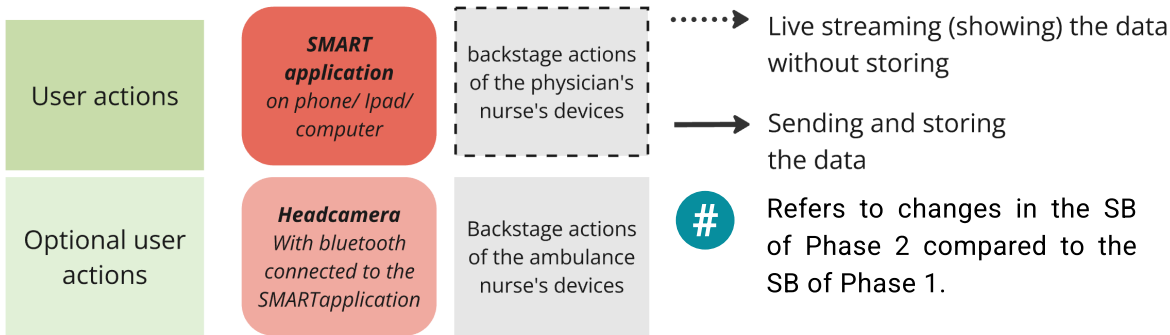 User actions
SMART
application
on phone/ Ipad/
computer
backstage actions
of the physician's
nurse's devices
Live streaming (showing) the data
without storing
Sending and storing
the data
Optional user
actions
Headcamera
With bluetooth
connected to the
SMARTapplication
Backstage actions
of the ambulance
nurse's devices
#
Refers to changes in the SB
of Phase 2 compared to the
SB of Phase 1.